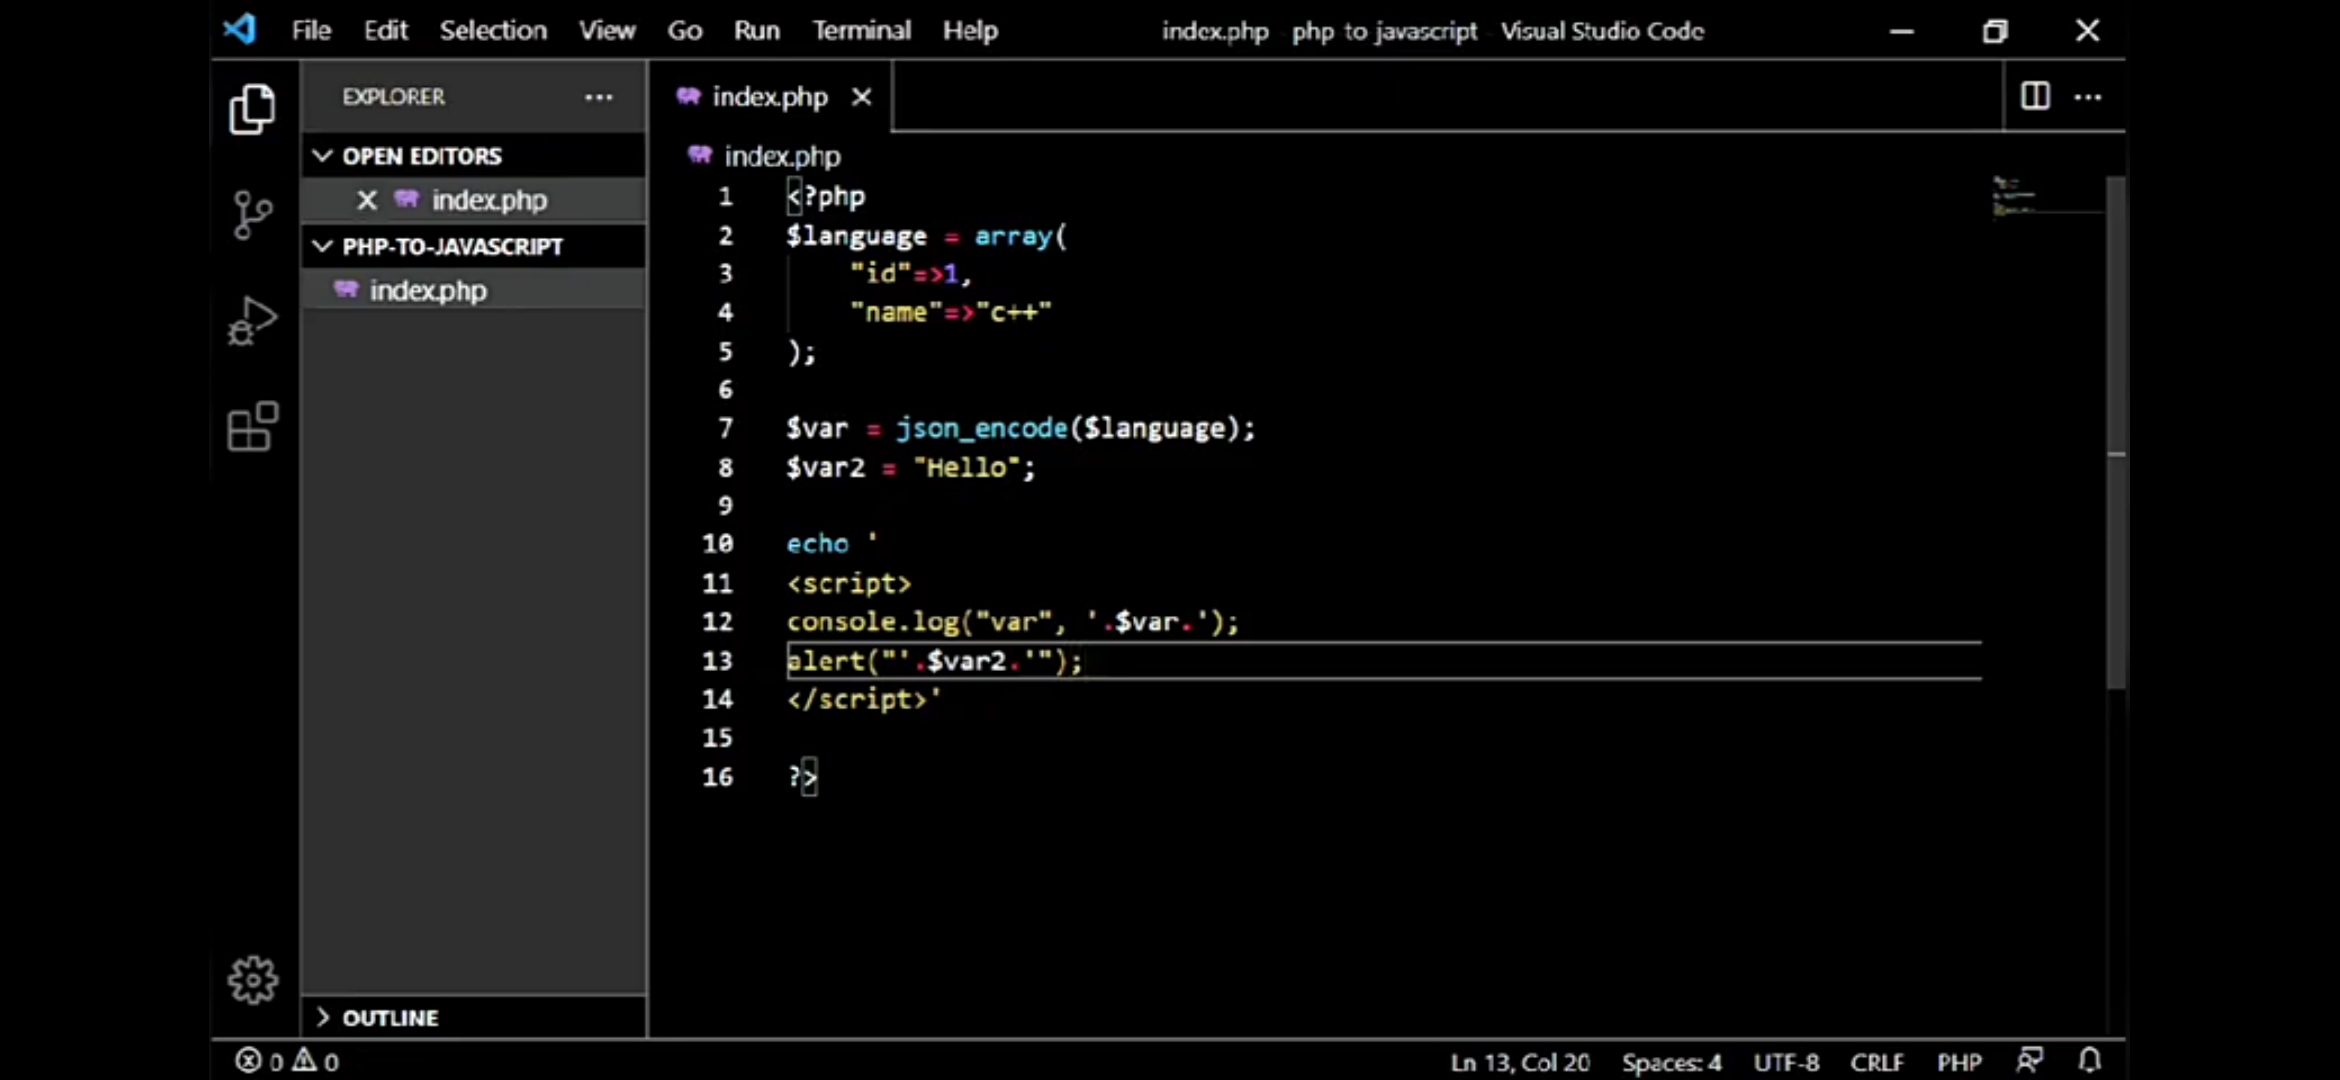 File Edit Selection View Go Run Terminal Help index.php - php to javascript - Visual Studio Code
EXPLORER ...
index.php
OPEN EDITORS
index.php
PHP-TO-JAVASCRIPT
index.php
OUTLINE
index.php
1 <?php
2 $language = array(
3 "id"=>1,
4 "name"=>"c++"
5 );
6
7 $var = json_encode($language);
8 $var2 = "Hello";
9
10 echo '
11 <script>
12 console.log("var", '.$var.');
13 alert("'.$var2.'");
14 </script>'
15
16 ?>
0 0 Ln 13, Col 20 Spaces: 4 UTF-8 CRLF PHP